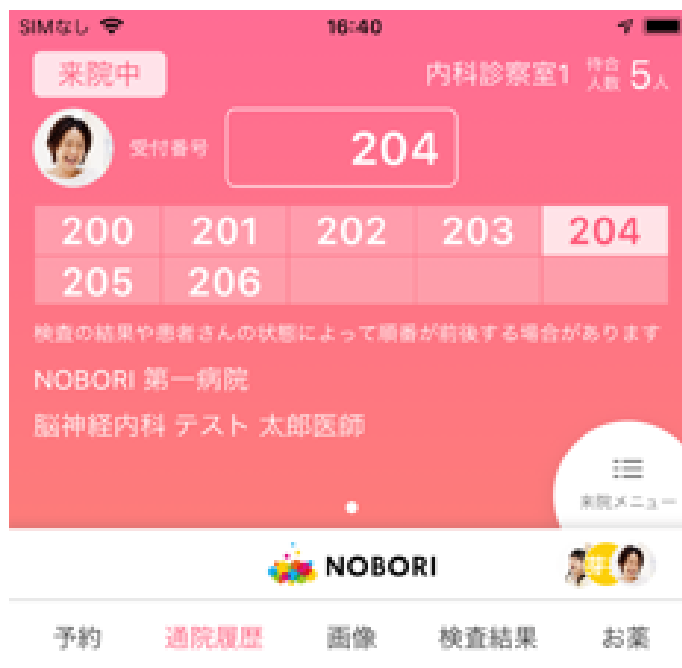 SIMなし 16:40
来院中 内科診察室1 待合人数 5人
受付番号 204
200 201 202 203 204
205 206
検査の結果や患者さんの状態によって順番が前後する場合があります
NOBORI 第一病院
脳神経内科 テスト 太郎医師
来院メニュー
NOBORI
芽
予約 通院履歴 画像 検査結果 お薬